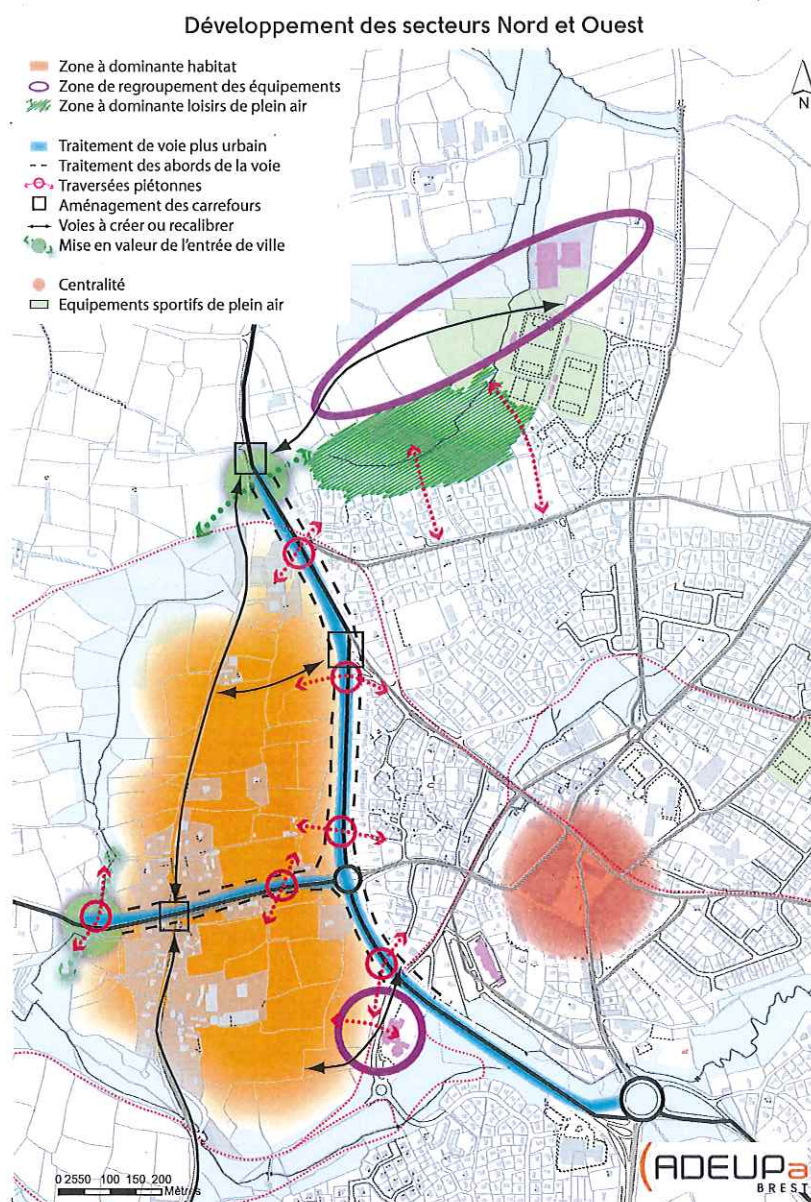 Développement des secteurs Nord et Ouest
Zone à dominante habitat
Zone de regroupement des équipements
Zone à dominante loisirs de plein air
N
Traitement de voie plus urbain
Traitement des abords de la voie
Traversées piétonnes
Aménagement des carrefours
Voies à créer ou recalibrer
Mise en valeur de l'entrée de ville
Centralité
Equipements sportifs de plein air
0 2550 100 150 200
Mètres
(ADEUPa
BREST